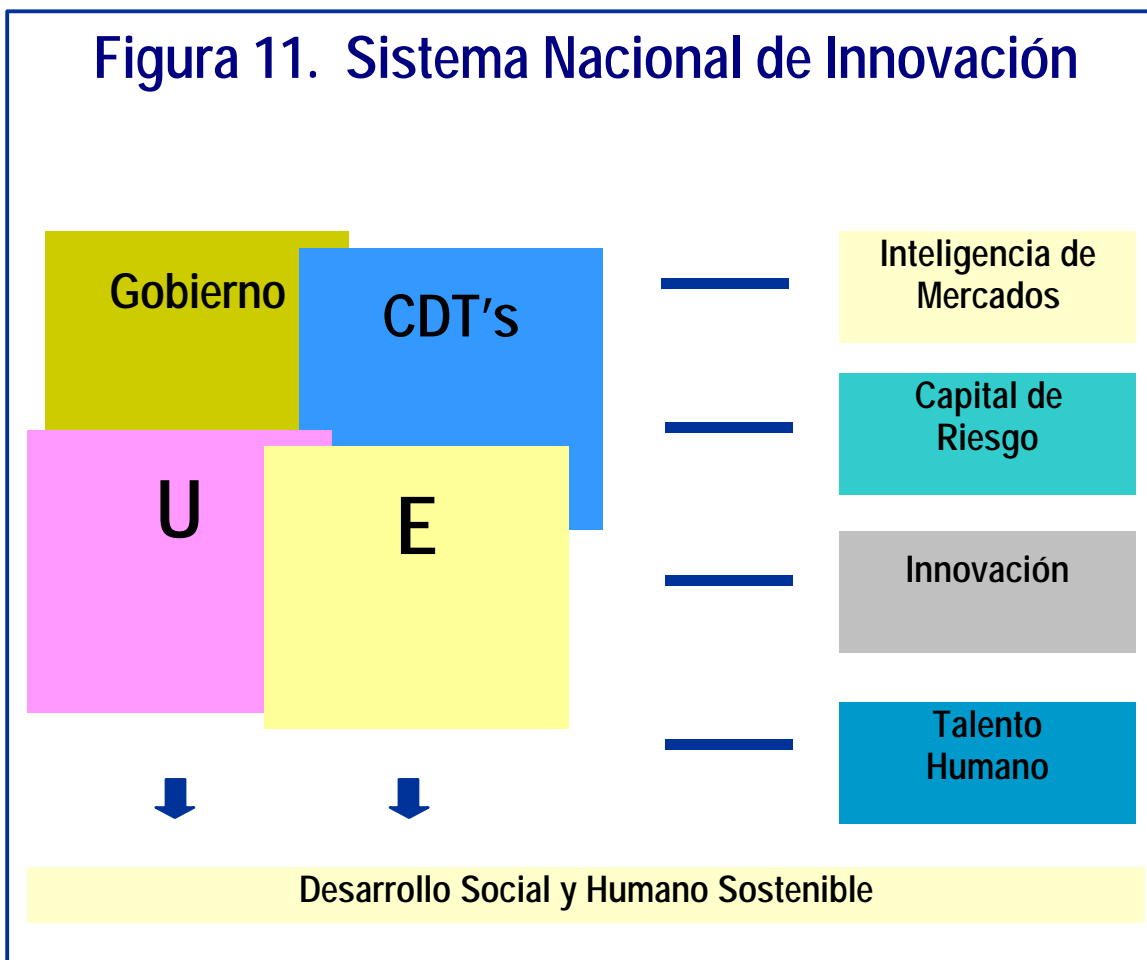 Figura 11. Sistema Nacional de Innovación
Gobierno
CDT's
U
E
Inteligencia de
Mercados
Capital de
Riesgo
Innovación
Talento
Humano
Desarrollo Social y Humano Sostenible